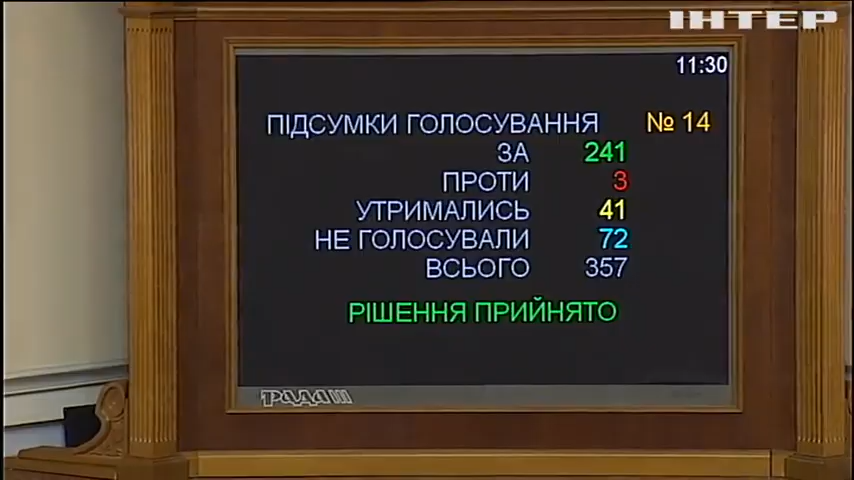 ІНТЕР
11:30
ПІДСУМКИ ГОЛОСУВАННЯ № 14
ЗА 241
ПРОТИ 3
УТРИМАЛИСЬ 41
НЕ ГОЛОСУВАЛИ 72
ВСЬОГО 357
РІШЕННЯ ПРИЙНЯТО
РАДА III